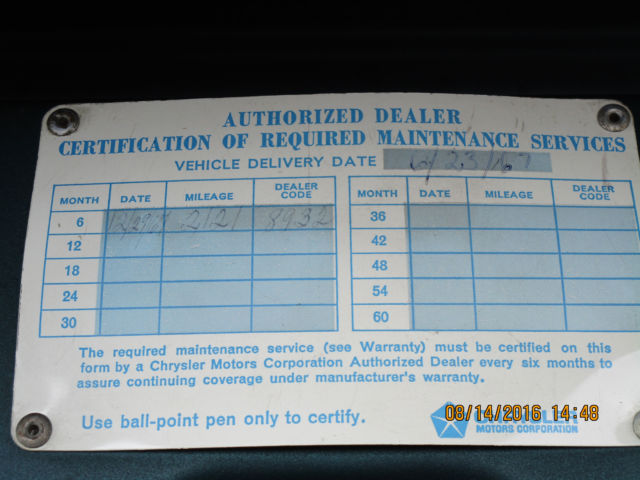 AUTHORIZED DEALER
CERTIFICATION OF REQUIRED MAINTENANCE SERVICES
VEHICLE DELIVERY DATE 6/23/67
MONTH DATE MILEAGE DEALER CODE MONTH DATE MILEAGE DEALER CODE
6 2121 8932 36
12 42
18 48
24 54
30 60
The required maintenance service (see Warranty) must be certified on this
form by a Chrysler Motors Corporation Authorized Dealer every six months to
assure continuing coverage under manufacturer's warranty.
Use ball-point pen only to certify.
CHRYSLER
MOTORS CORPORATION
08/14/2016 14:48